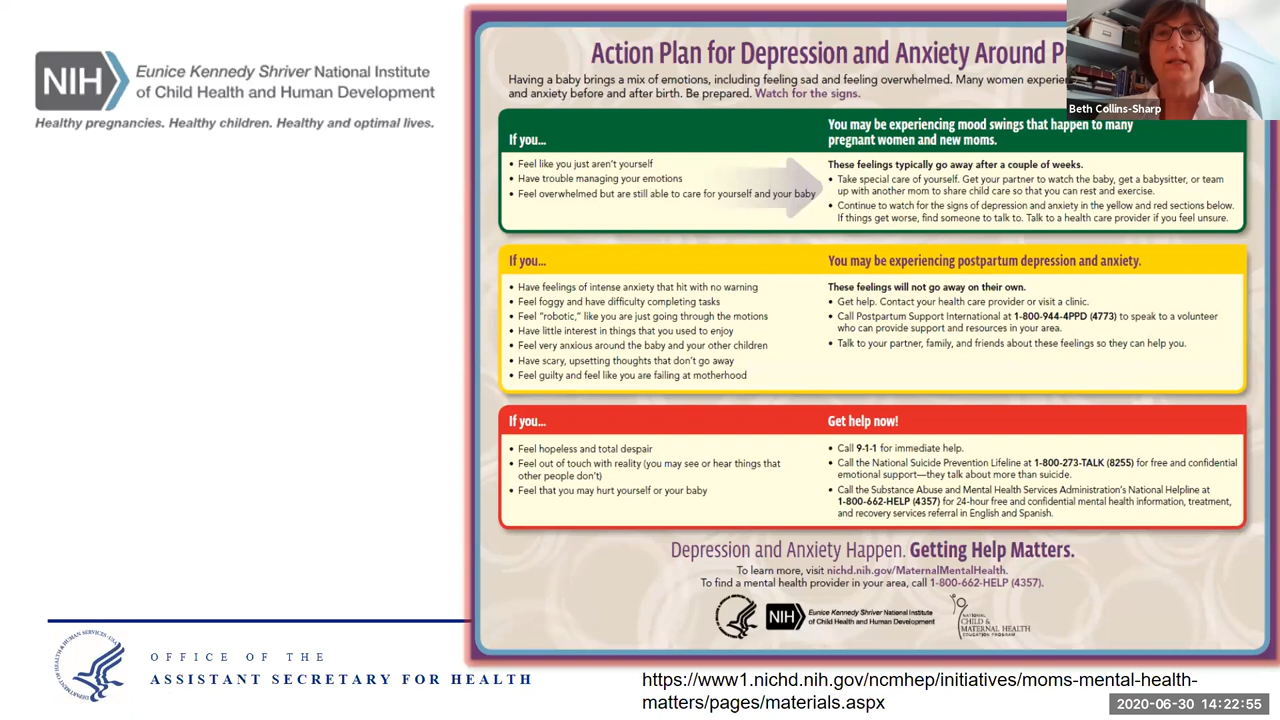 NIH
Eunice Kennedy Shriver National Institute
of Child Health and Human Development
Healthy pregnancies. Healthy children. Healthy and optimal lives.
Action Plan for Depression and Anxiety Around
Having a baby brings a mix of emotions, including feeling sad and feeling overwhelmed. Many women
and anxiety before and after birth. Be prepared. Watch for the signs.
Beth Collins-Sharp
If you...
You may be experiencing mood swings that happen to many
pregnant women and new moms.
• Feel like you just aren't yourself
• Have trouble managing your emotions
• Feel overwhelmed but are still able to care for yourself and your baby
These feelings typically go away after a couple of weeks.
• Take special care of yourself. Get your partner to watch the baby, get a babysitter, or team
up with another mom to share child care so that you can rest and exercise.
• Continue to watch for the signs of depression and anxiety in the yellow and red sections below.
If things get worse, find someone to talk to. Talk to a health care provider if you feel unsure.
If you...
You may be experiencing postpartum depression and anxiety.
• Have feelings of intense anxiety that hit with no warning
• Feel foggy and have difficulty completing tasks
• Feel "robotic," like you are just going through the motions
• Have little interest in things that you used to enjoy
• Feel very anxious around the baby and your other children
• Have scary, upsetting thoughts that don't go away
• Feel guilty and feel like you are failing at motherhood
These feelings will not go away on their own.
• Get help. Contact your health care provider or visit a clinic.
• Call Postpartum Support International at 1-800-944-4PPD (4773) to speak to a volunteer
who can provide support and resources in your area.
• Talk to your partner, family, and friends about these feelings so they can help you.
If you...
Get help now!
• Feel hopeless and total despair
• Feel out of touch with reality (you may see or hear things that
other people don't)
• Feel that you may hurt yourself or your baby
• Call 9-1-1 for immediate help.
• Call the National Suicide Prevention Lifeline at 1-800-273-TALK (8255) for free and confidential
emotional support—they talk about more than suicide.
• Call the Substance Abuse and Mental Health Services Administration's National Helpline at
1-800-662-HELP (4357) for 24-hour free and confidential mental health information, treatment,
and recovery services referral in English and Spanish.
Depression and Anxiety Happen. Getting Help Matters.
To learn more, visit nichd.nih.gov/MaternalMentalHealth.
To find a mental health provider in your area, call 1-800-662-HELP (4357).
NIH
Eunice Kennedy Shriver National Institute
of Child Health and Human Development
NATIONAL
CHILD &
MATERNAL HEALTH
EDUCATION PROGRAM
DEPARTMENT OF HEALTH & HUMAN SERVICES · USA
OFFICE OF THE
ASSISTANT SECRETARY FOR HEALTH
https://www1.nichd.nih.gov/ncmhep/initiatives/moms-mental-health-
matters/pages/materials.aspx
2020-06-30 14:22:55